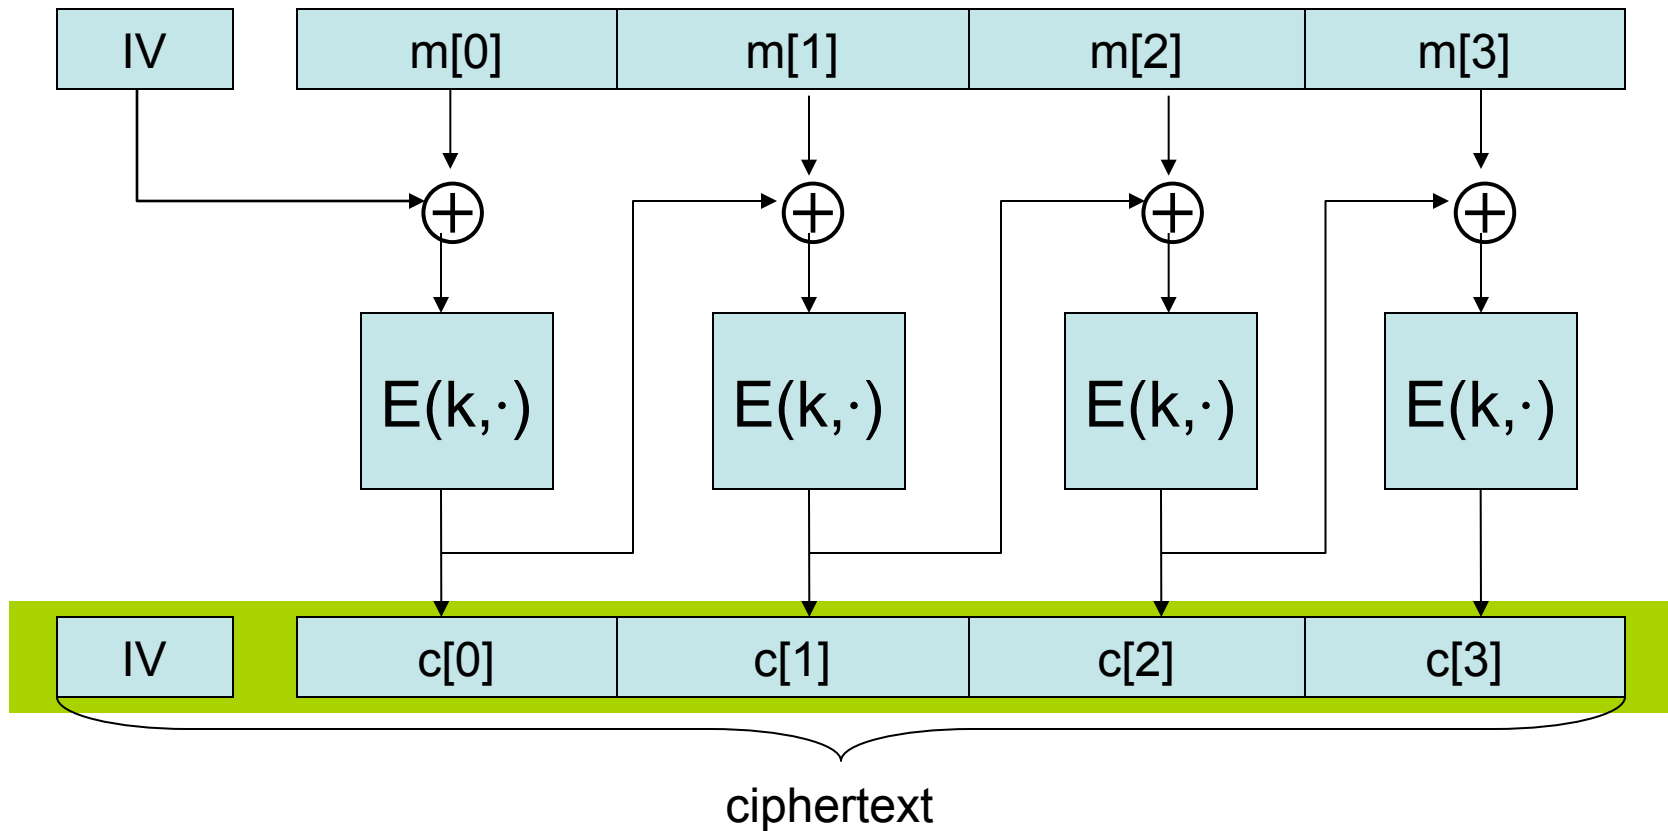 IV m[0] m[1] m[2] m[3]
E(k,·) E(k,·) E(k,·) E(k,·)
IV c[0] c[1] c[2] c[3]
ciphertext